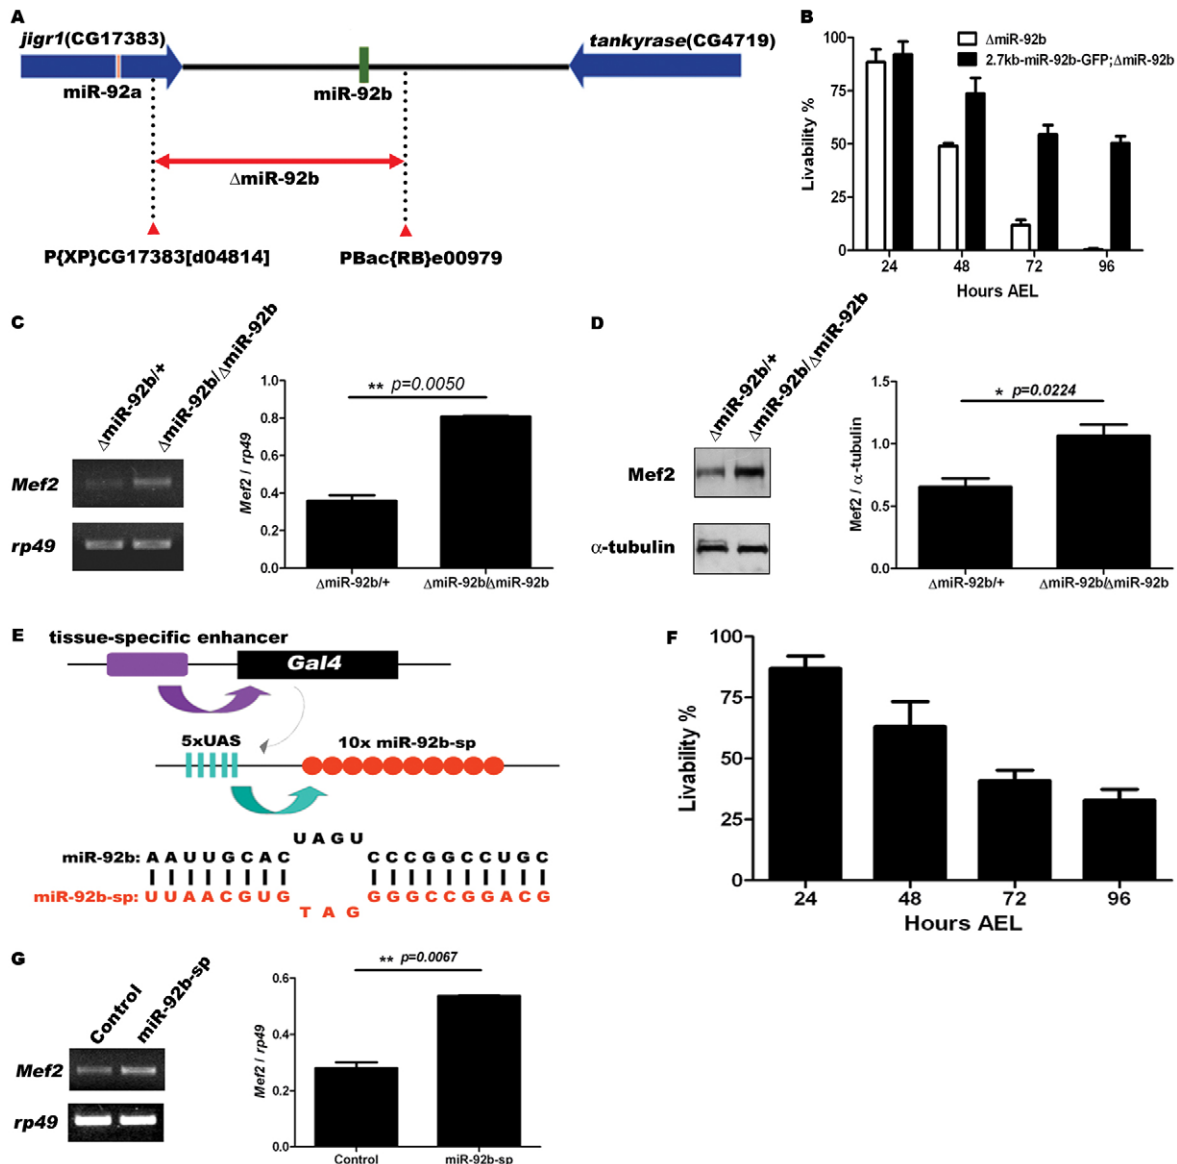 A
jigr1(CG17383)
tankyrase(CG4719)
miR-92a
miR-92b
ΔmiR-92b
P{XP}CG17383[d04814]
PBac{RB}e00979
B
ΔmiR-92b
2.7kb-miR-92b-GFP;ΔmiR-92b
Livability %
100
75
50
25
0
24 48 72 96
Hours AEL
C
ΔmiR-92b/+
ΔmiR-92b/ΔmiR-92b
Mef2
rp49
Mef2 / rp49
1.0
0.8
0.6
0.4
0.2
0.0
** p=0.0050
ΔmiR-92b/+ ΔmiR-92b/ΔmiR-92b
D
ΔmiR-92b/+
ΔmiR-92b/ΔmiR-92b
Mef2
α-tubulin
Mef2 / α-tubulin
1.5
1.0
0.5
0.0
* p=0.0224
ΔmiR-92b/+ ΔmiR-92b/ΔmiR-92b
E
tissue-specific enhancer
Gal4
5xUAS
10x miR-92b-sp
U A G U
miR-92b: A A U U G C A C C C C G G C C U G C
miR-92b-sp: U U A A C G U G G G G C C G G A C G
T A G
F
Livability %
100
75
50
25
0
24 48 72 96
Hours AEL
G
Control
miR-92b-sp
Mef2
rp49
Mef2 / rp49
0.6
0.4
0.2
0.0
** p=0.0067
Control miR-92b-sp